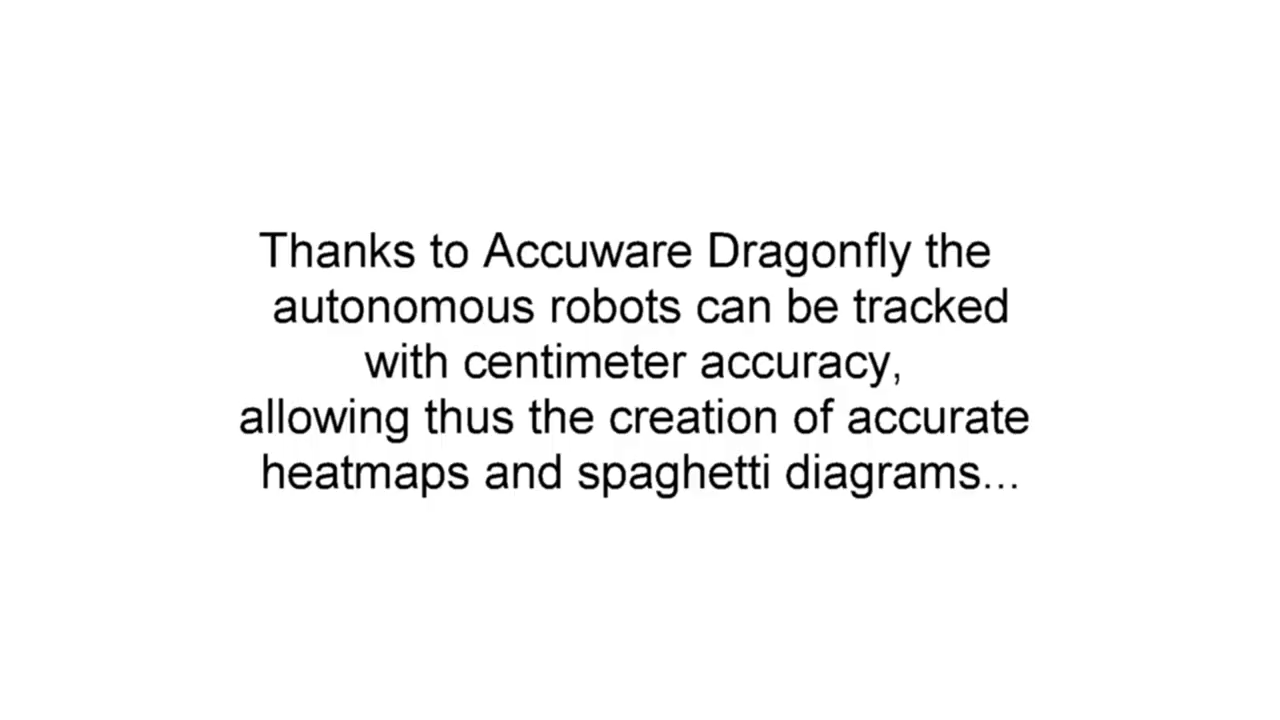 Thanks to Accuware Dragonfly the
autonomous robots can be tracked
with centimeter accuracy,
allowing thus the creation of accurate
heatmaps and spaghetti diagrams...